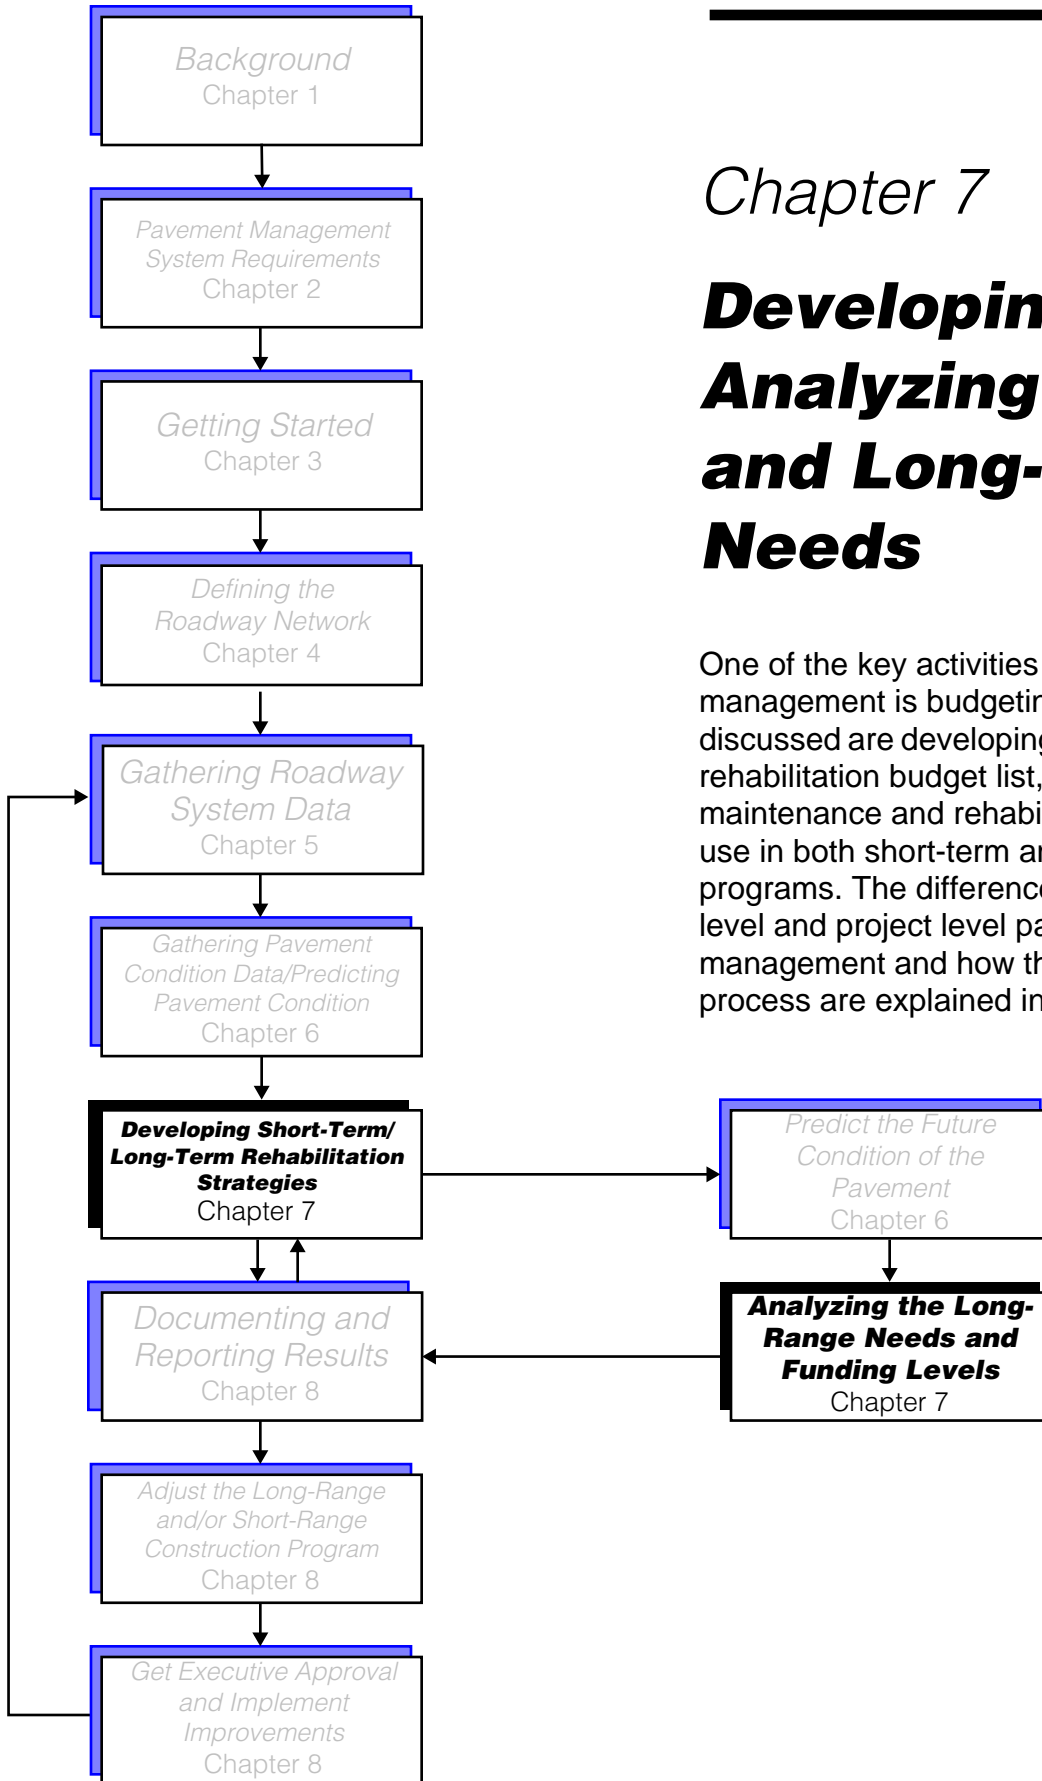 Background
Chapter 1
Pavement Management
System Requirements
Chapter 2
Getting Started
Chapter 3
Defining the
Roadway Network
Chapter 4
Gathering Roadway
System Data
Chapter 5
Gathering Pavement
Condition Data/Predicting
Pavement Condition
Chapter 6
Developing Short-Term/
Long-Term Rehabilitation
Strategies
Chapter 7
Documenting and
Reporting Results
Chapter 8
Adjust the Long-Range
and/or Short-Range
Construction Program
Chapter 8
Get Executive Approval
and Implement
Improvements
Chapter 8
Chapter 7
Developin
Analyzing
and Long-
Needs
One of the key activities
management is budgetin
discussed are developing
rehabilitation budget list,
maintenance and rehabi
use in both short-term a
programs. The difference
level and project level pa
management and how th
process are explained in
Predict the Future
Condition of the
Pavement
Chapter 6
Analyzing the Long-
Range Needs and
Funding Levels
Chapter 7